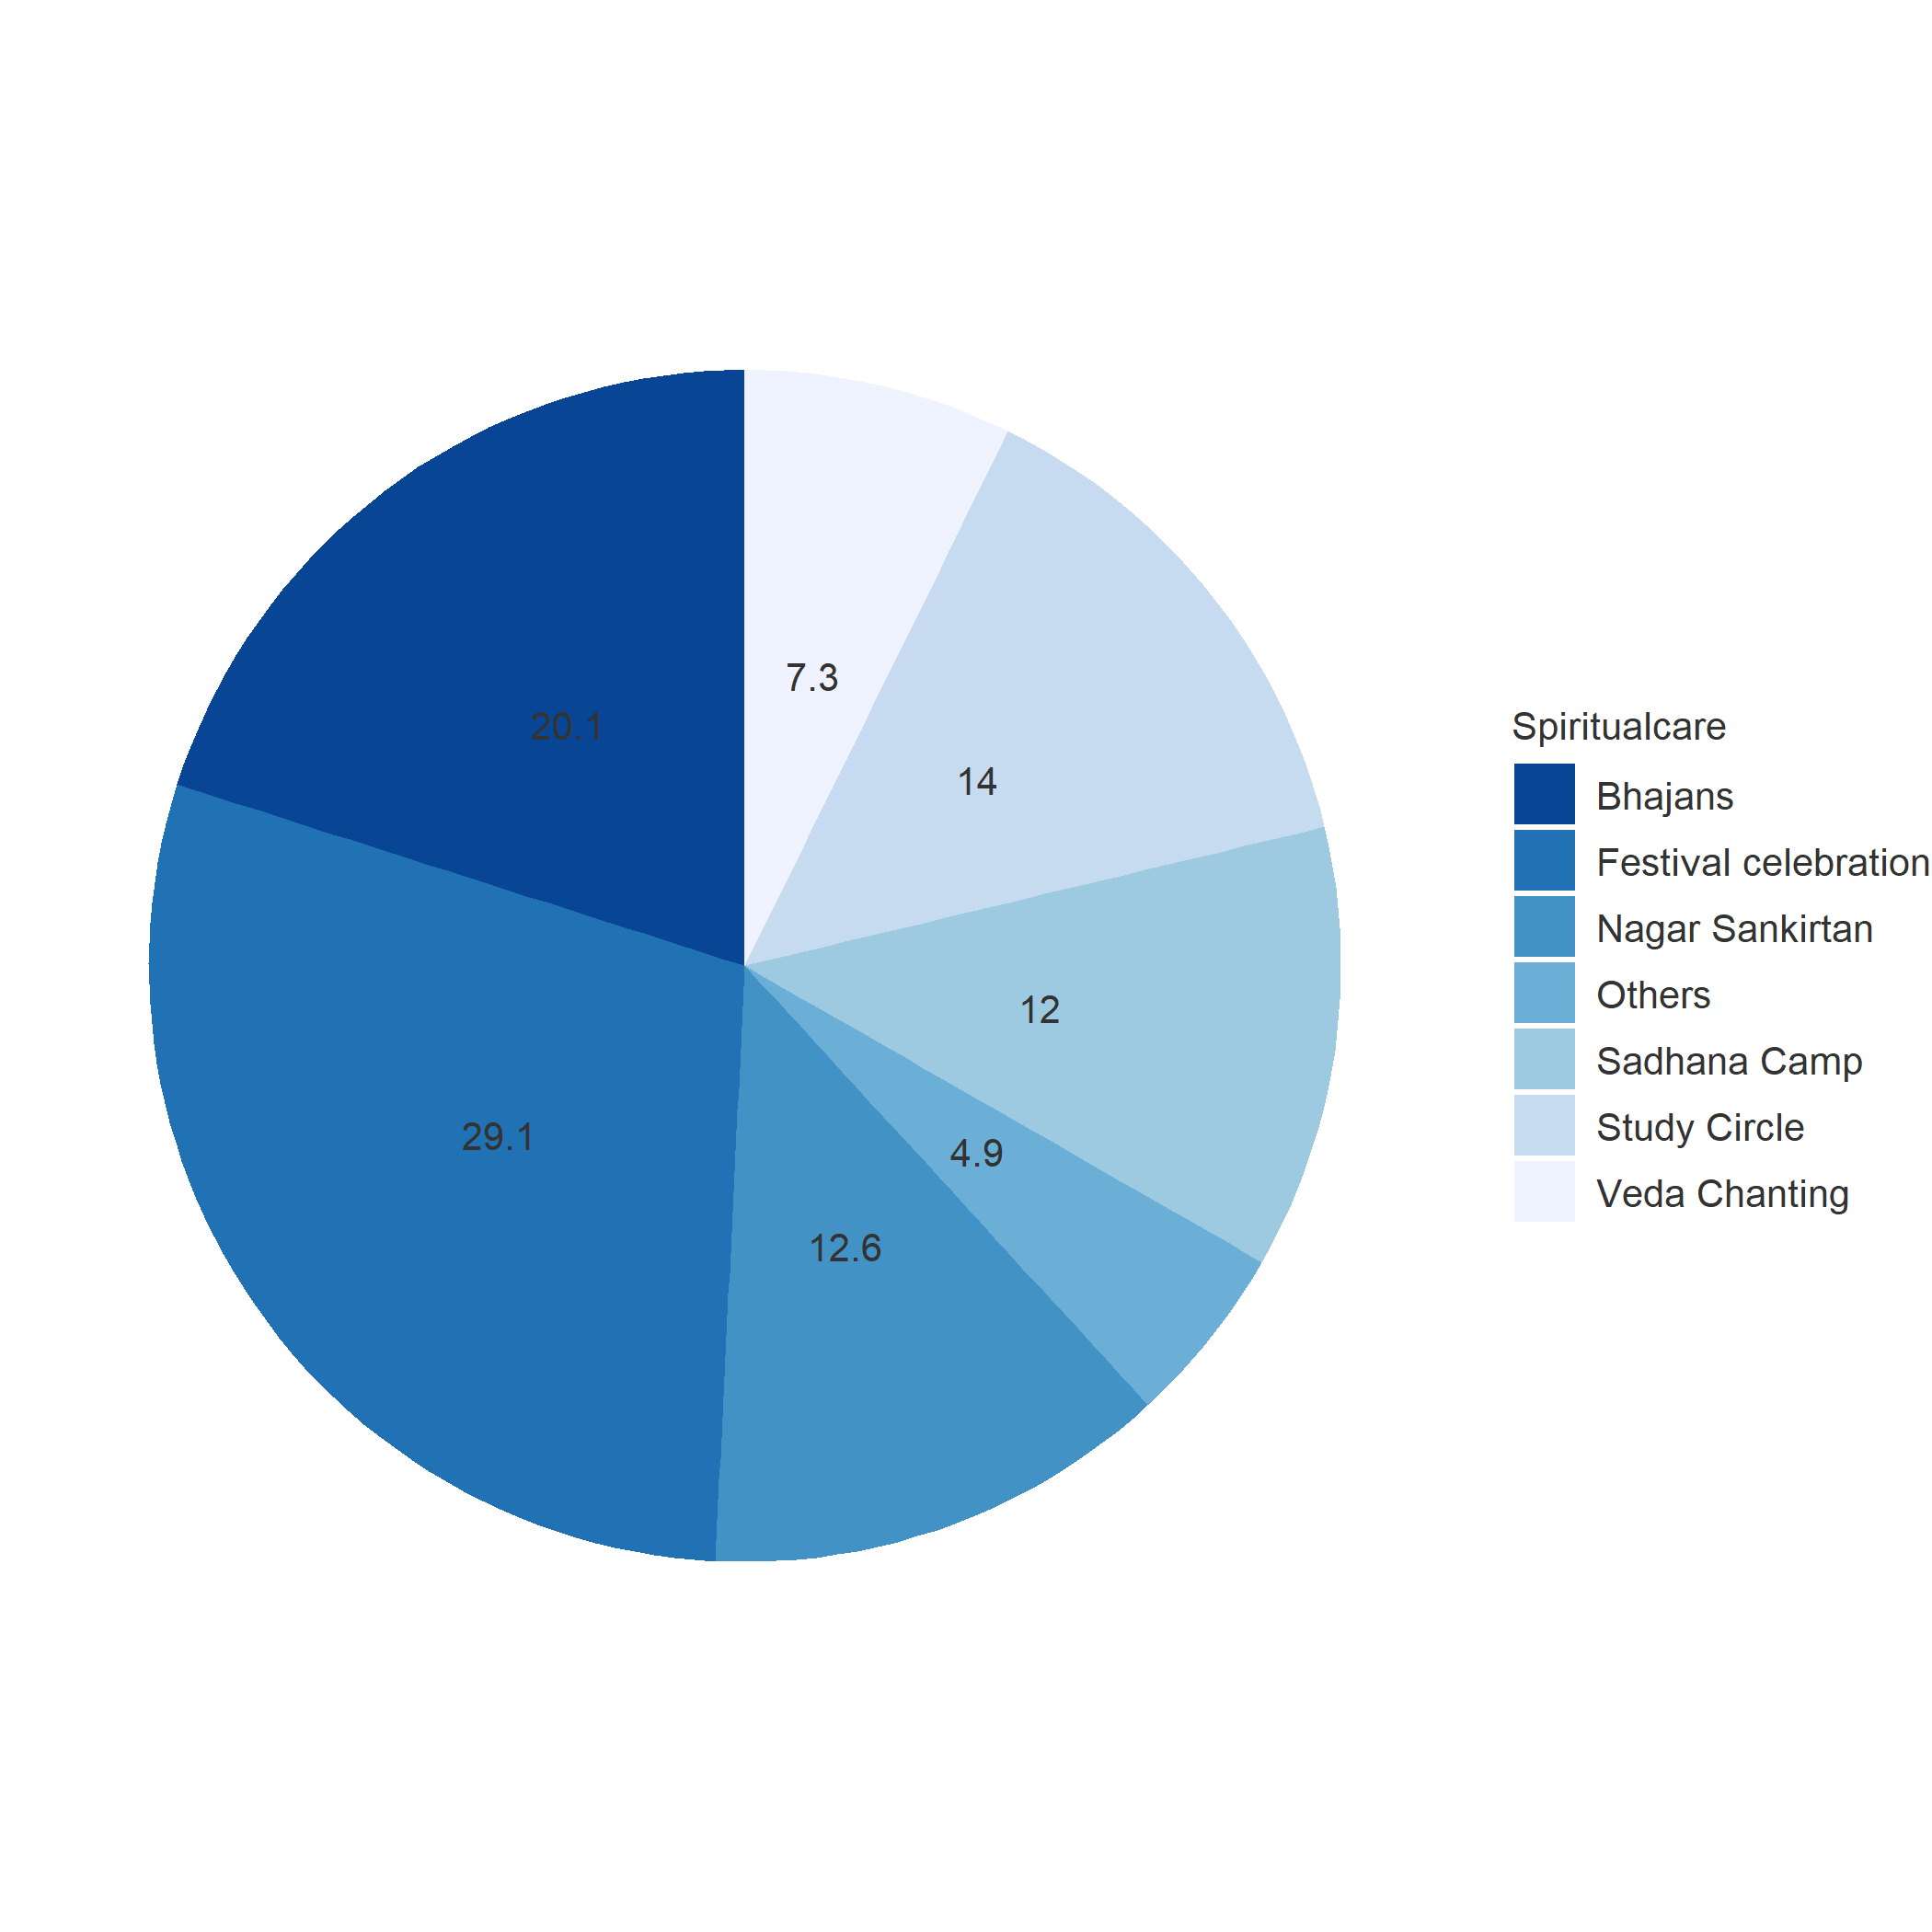 7.3
20.1
14
12
29.1
4.9
12.6
Spiritualcare
Bhajans
Festival celebration
Nagar Sankirtan
Others
Sadhana Camp
Study Circle
Veda Chanting